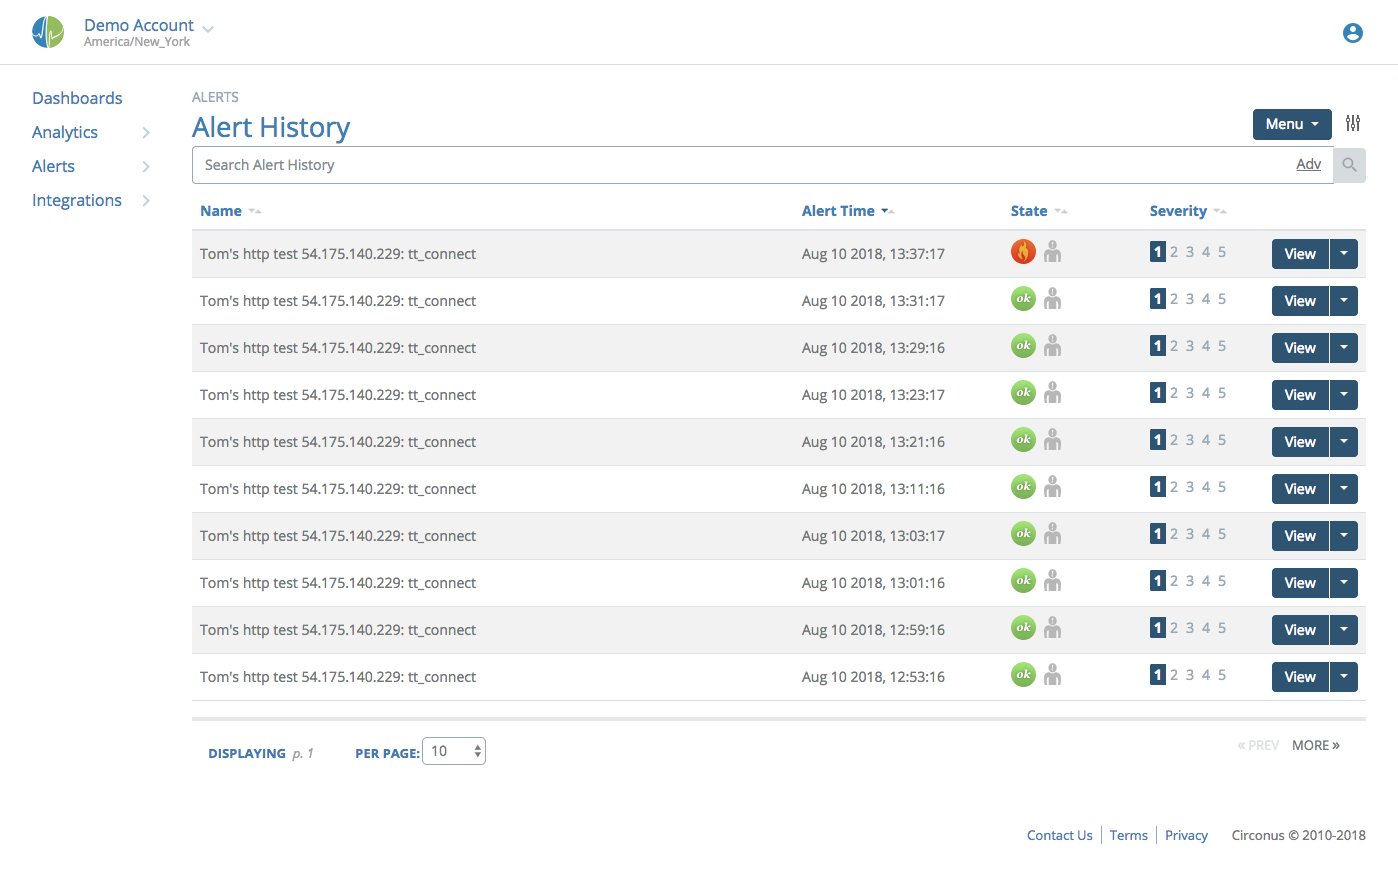 Demo Account
America/New_York
Dashboards
Analytics
Alerts
Integrations
ALERTS
Alert History
Menu
Search Alert History Adv
Name Alert Time State Severity
Tom's http test 54.175.140.229: tt_connect Aug 10 2018, 13:37:17 1 2 3 4 5 View
Tom's http test 54.175.140.229: tt_connect Aug 10 2018, 13:31:17 ok 1 2 3 4 5 View
Tom's http test 54.175.140.229: tt_connect Aug 10 2018, 13:29:16 ok 1 2 3 4 5 View
Tom's http test 54.175.140.229: tt_connect Aug 10 2018, 13:23:17 ok 1 2 3 4 5 View
Tom's http test 54.175.140.229: tt_connect Aug 10 2018, 13:21:16 ok 1 2 3 4 5 View
Tom's http test 54.175.140.229: tt_connect Aug 10 2018, 13:11:16 ok 1 2 3 4 5 View
Tom's http test 54.175.140.229: tt_connect Aug 10 2018, 13:03:17 ok 1 2 3 4 5 View
Tom's http test 54.175.140.229: tt_connect Aug 10 2018, 13:01:16 ok 1 2 3 4 5 View
Tom's http test 54.175.140.229: tt_connect Aug 10 2018, 12:59:16 ok 1 2 3 4 5 View
Tom's http test 54.175.140.229: tt_connect Aug 10 2018, 12:53:16 ok 1 2 3 4 5 View
DISPLAYING p. 1 PER PAGE: 10 « PREV MORE »
Contact Us Terms Privacy Circonus © 2010-2018